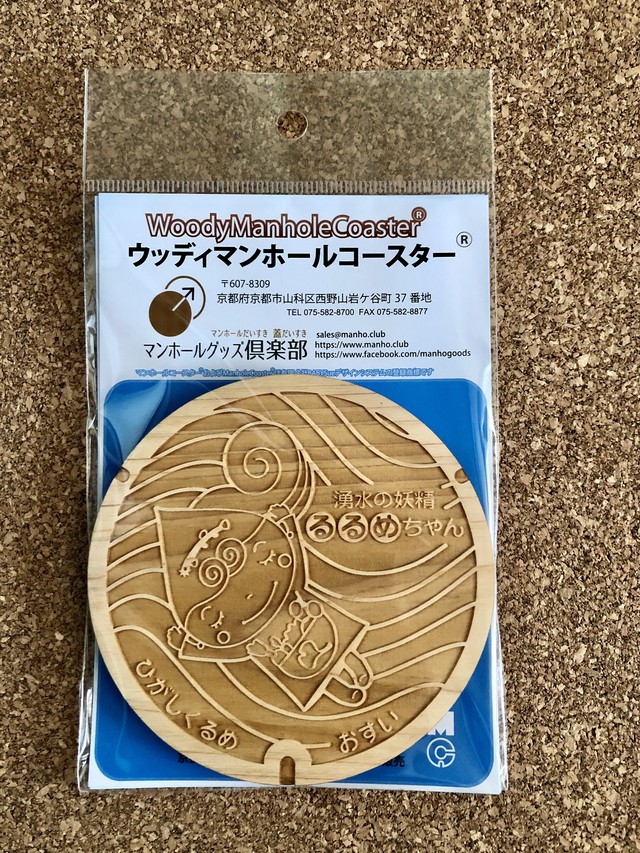 WoodyManholeCoaster®
ウッディマンホールコースター®
〒607-8309
京都府京都市山科区西野山岩ケ谷町 37 番地
TEL 075-582-8700 FAX 075-582-8877
マンホールだいすき 蓋だいすき
マンホールグッズ倶楽部
sales@manho.club
https://www.manho.club
https://www.facebook.com/manhogoods
湧水の妖精
るるめちゃん
ひがしくるめ
おすい